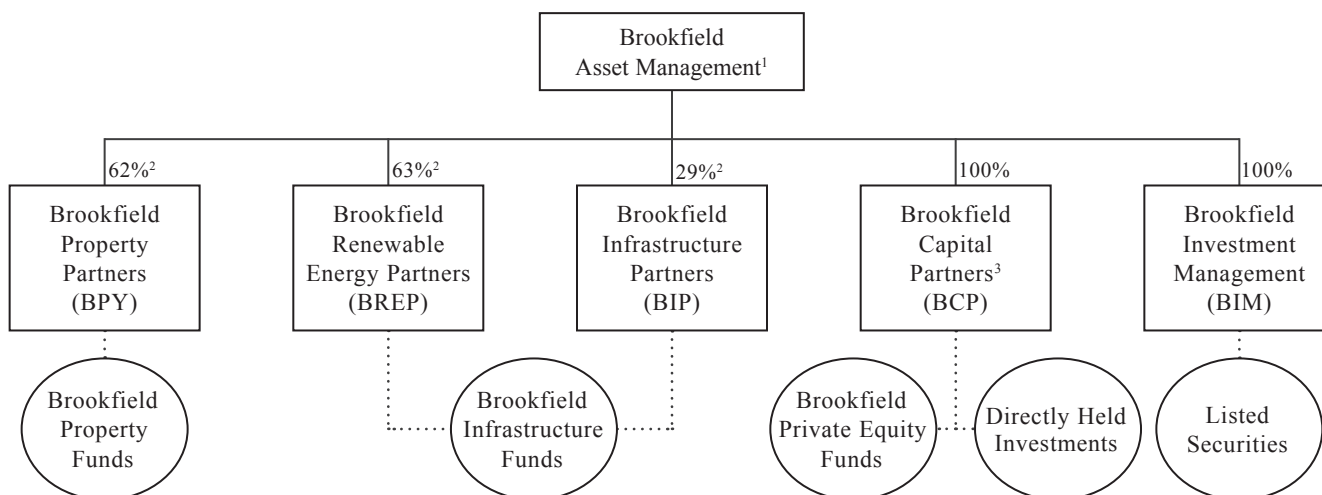 Brookfield
Asset Management¹
62%²
63%²
29%²
100%
100%
Brookfield
Property
Partners
(BPY)
Brookfield
Renewable
Energy Partners
(BREP)
Brookfield
Infrastructure
Partners
(BIP)
Brookfield
Capital
Partners³
(BCP)
Brookfield
Investment
Management
(BIM)
Brookfield
Property
Funds
Brookfield
Infrastructure
Funds
Brookfield
Private Equity
Funds
Directly Held
Investments
Listed
Securities